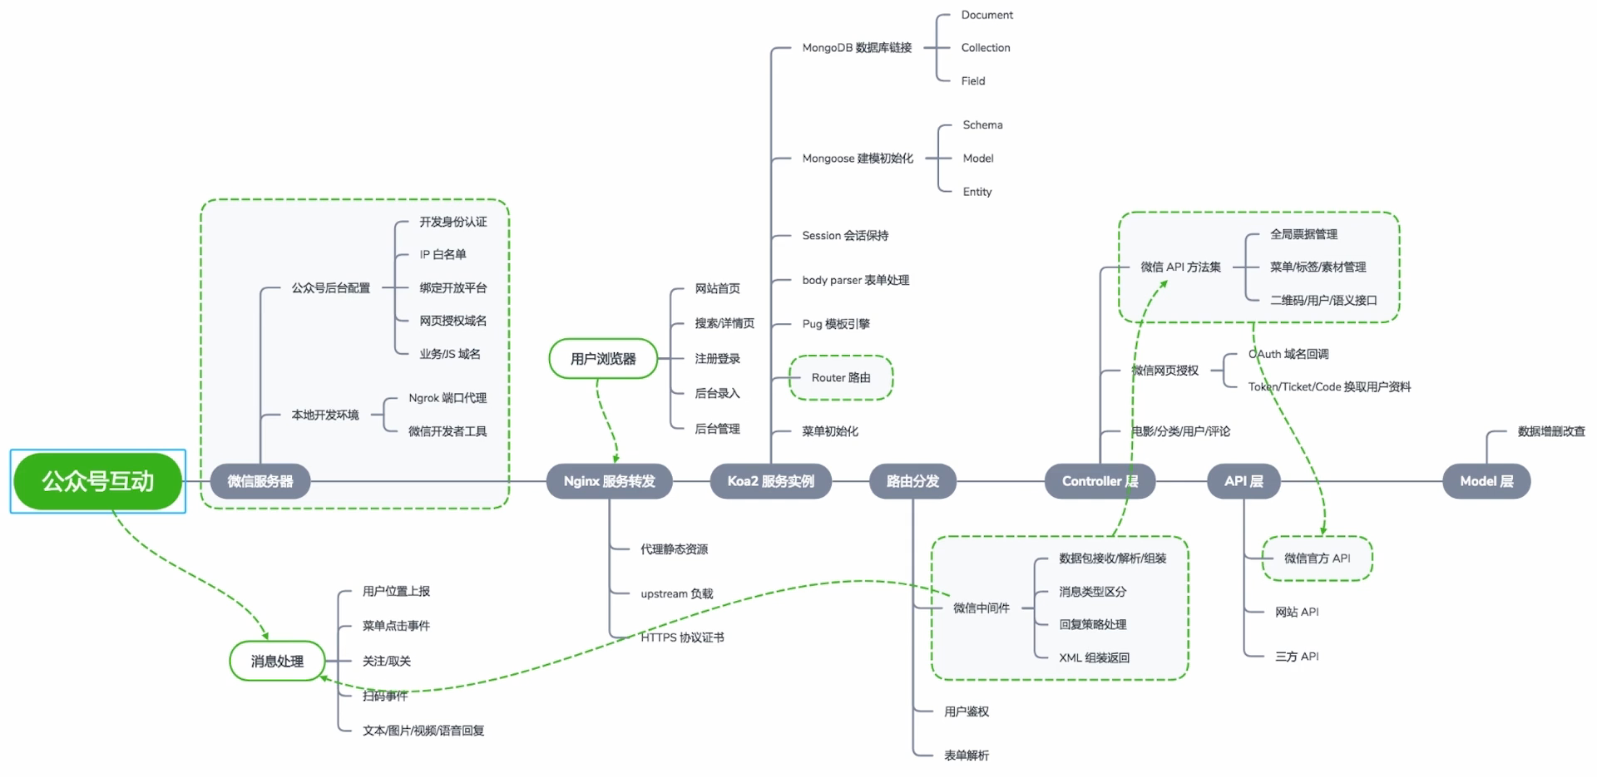 公众号互动
微信服务器
公众号后台配置
开发身份认证
IP 白名单
绑定开放平台
网页授权域名
业务/JS 域名
本地开发环境
Ngrok 端口代理
微信开发者工具
消息处理
用户位置上报
菜单点击事件
关注/取关
扫码事件
文本/图片/视频/语音回复
用户浏览器
网站首页
搜索/详情页
注册登录
后台录入
后台管理
Nginx 服务转发
代理静态资源
upstream 负载
HTTPS 协议证书
Koa2 服务实例
MongoDB 数据库链接
Document
Collection
Field
Mongoose 建模初始化
Schema
Model
Entity
Session 会话保持
body parser 表单处理
Pug 模板引擎
Router 路由
菜单初始化
路由分发
微信中间件
数据包接收/解析/组装
消息类型区分
回复策略处理
XML 组装返回
用户鉴权
表单解析
Controller 层
微信 API 方法集
全局票据管理
菜单/标签/素材管理
二维码/用户/语义接口
微信网页授权
OAuth 域名回调
Token/Ticket/Code 换取用户资料
电影/分类/用户/评论
API 层
微信官方 API
网站 API
三方 API
Model 层
数据增删改查